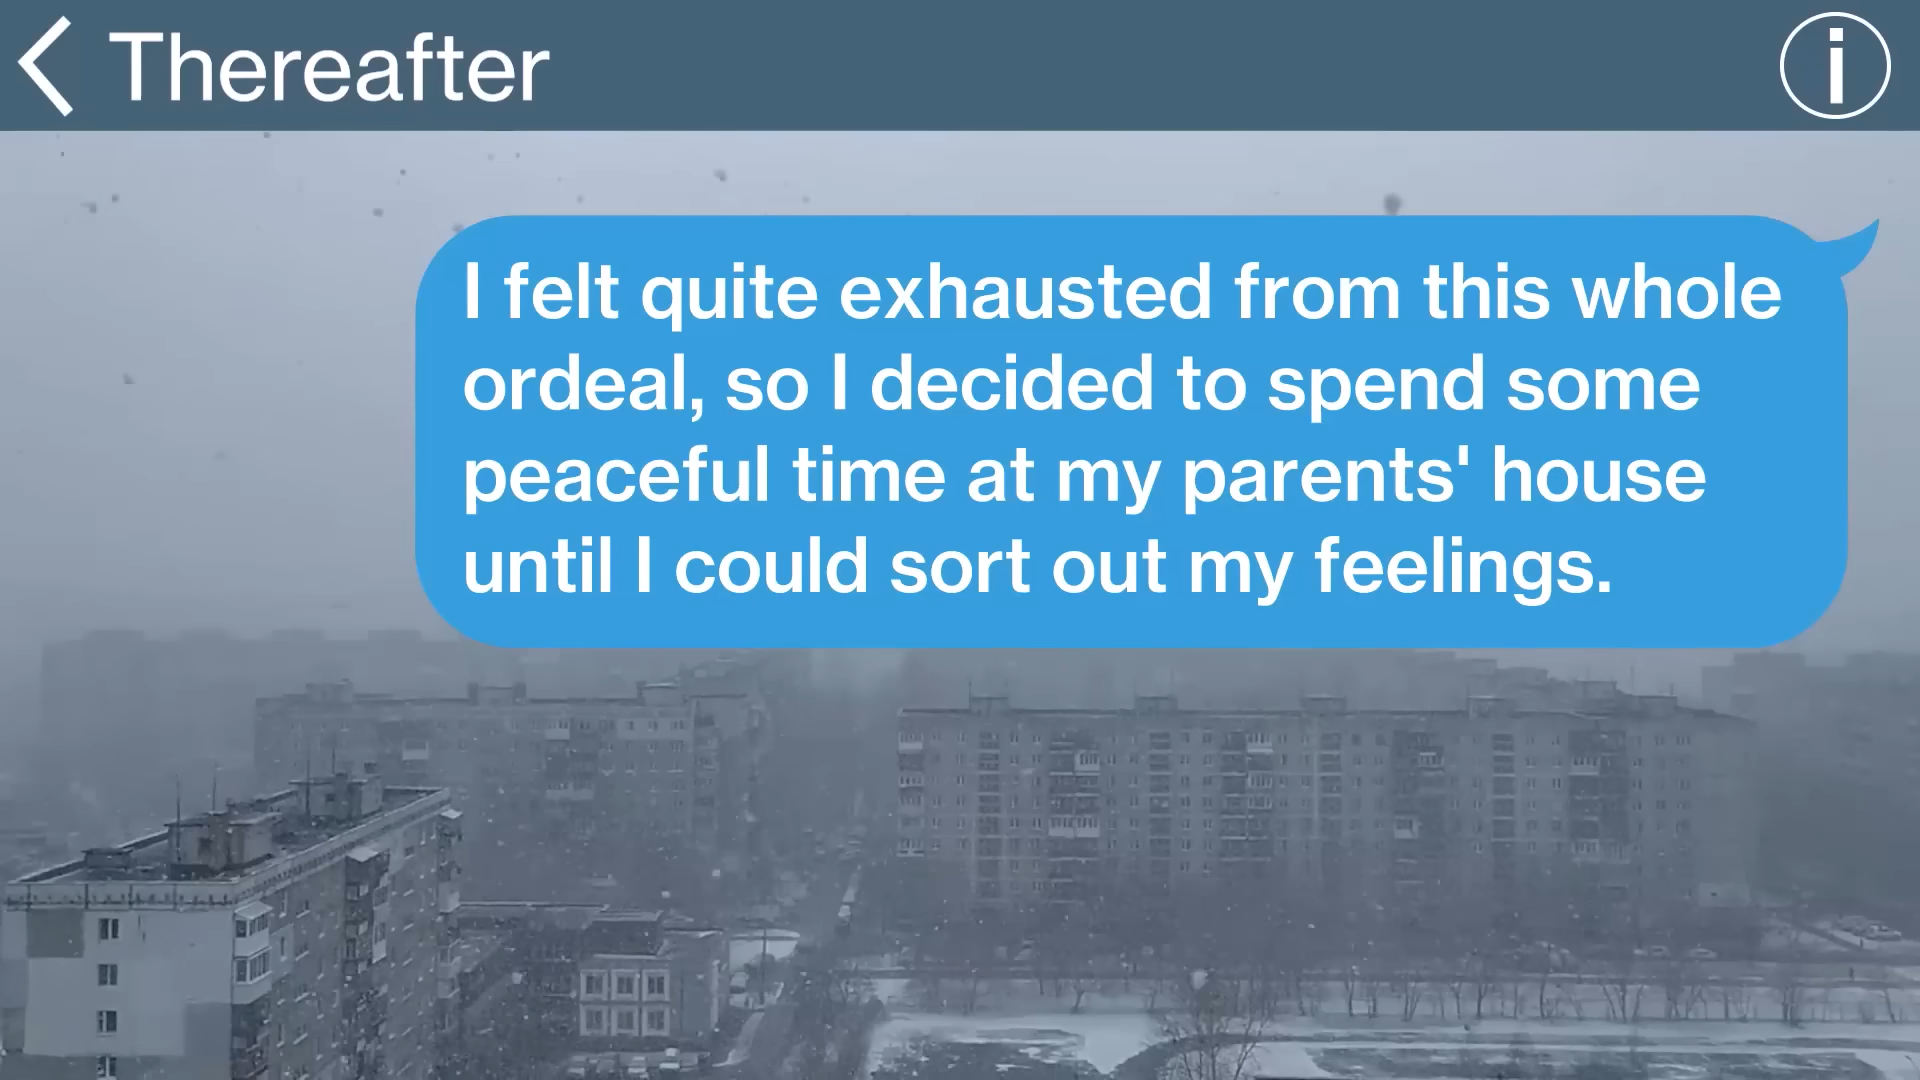 Thereafter
I felt quite exhausted from this whole
ordeal, so I decided to spend some
peaceful time at my parents' house
until I could sort out my feelings.